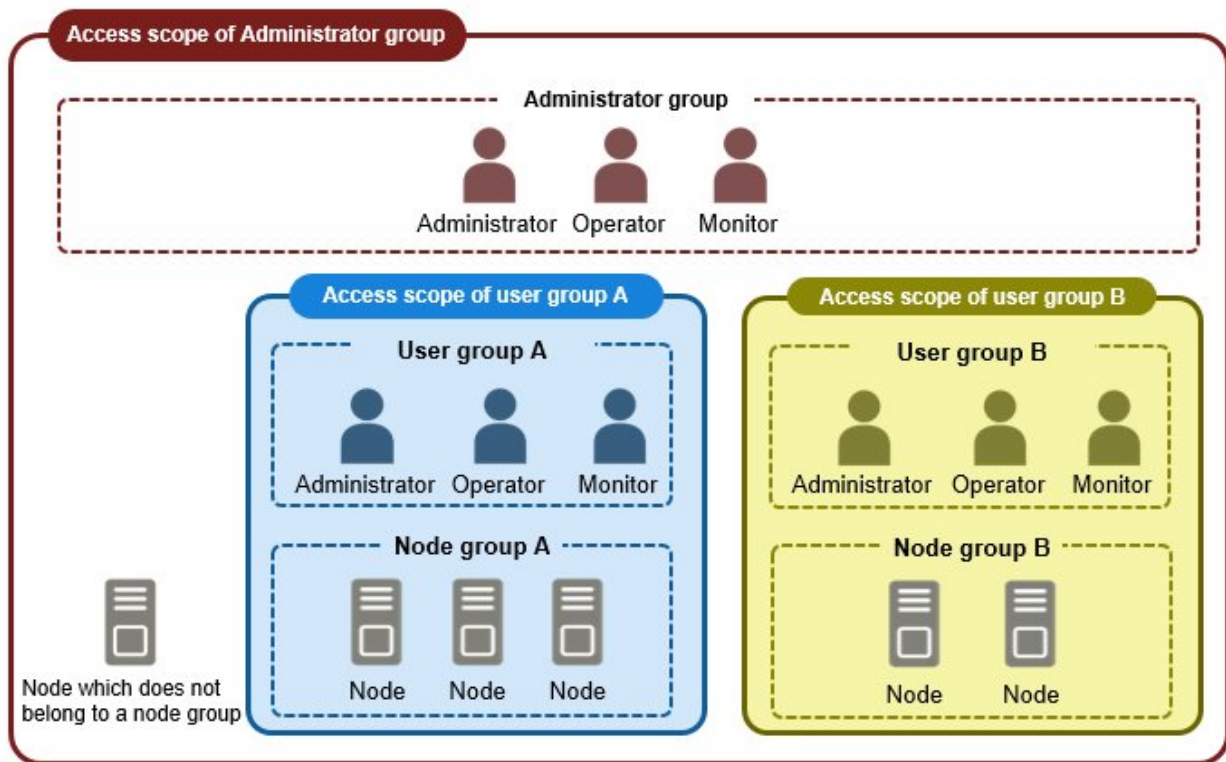 Access scope of Administrator group
Administrator group
Administrator Operator Monitor
Access scope of user group A
Access scope of user group B
User group A
User group B
Administrator Operator Monitor
Administrator Operator Monitor
Node group A
Node group B
Node Node Node
Node Node
Node which does not
belong to a node group